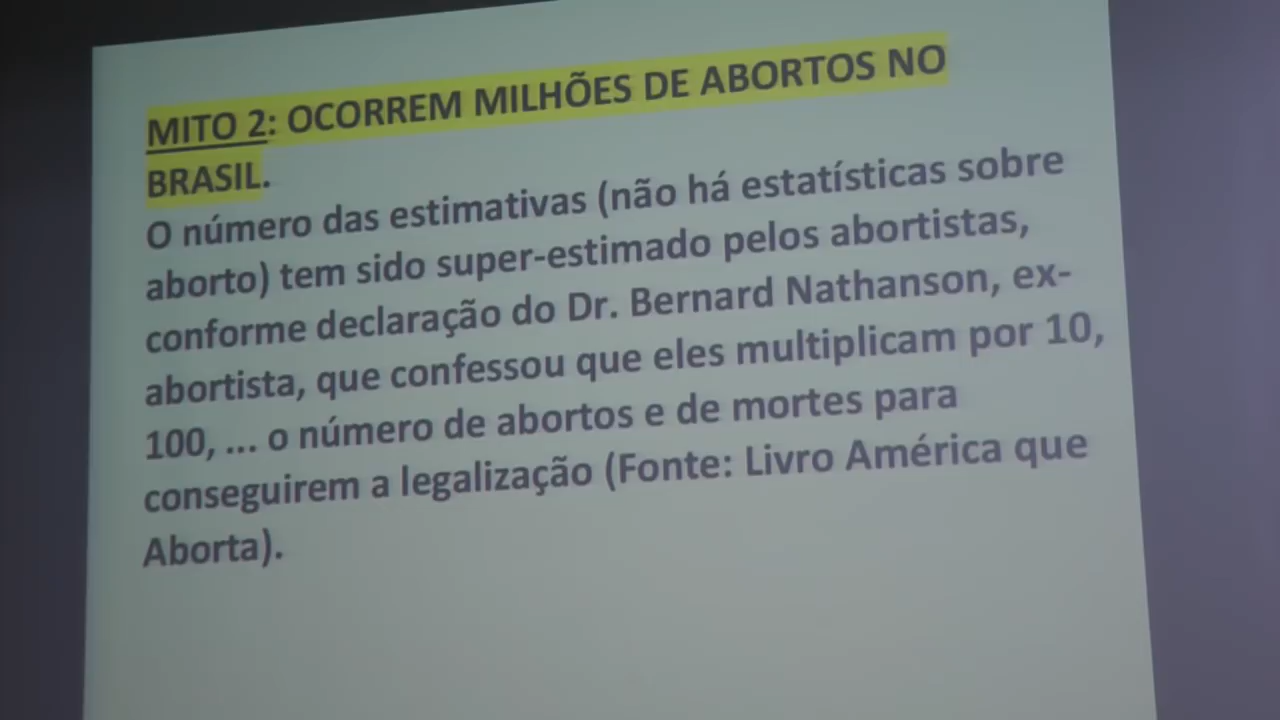 MITO 2: OCORREM MILHÕES DE ABORTOS NO
BRASIL.
O número das estimativas (não há estatísticas sobre
aborto) tem sido super-estimado pelos abortistas,
conforme declaração do Dr. Bernard Nathanson, ex-
abortista, que confessou que eles multiplicam por 10,
100, ... o número de abortos e de mortes para
conseguirem a legalização (Fonte: Livro América que
Aborta).